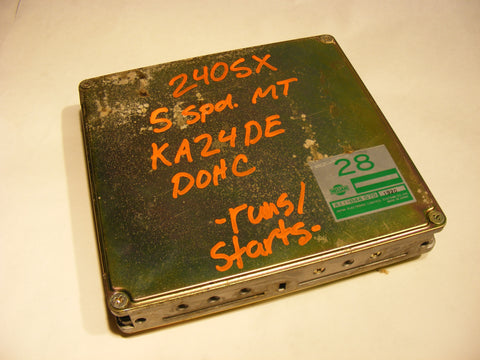 240SX
5 spd. MT
KA24DE
DOHC
-runs/
starts-
28